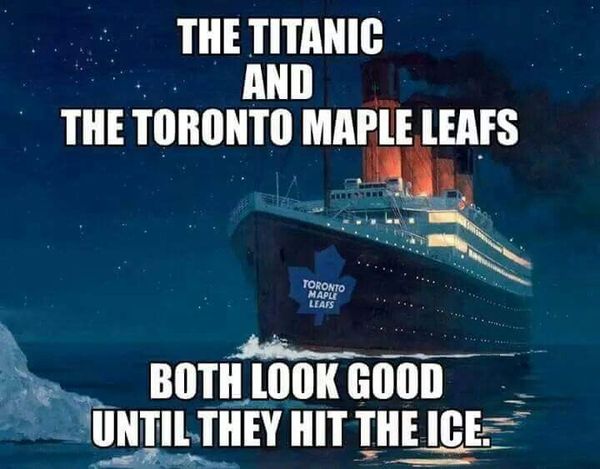 THE TITANIC
AND
THE TORONTO MAPLE LEAFS
TORONTO
MAPLE
LEAFS
BOTH LOOK GOOD
UNTIL THEY HIT THE ICE.